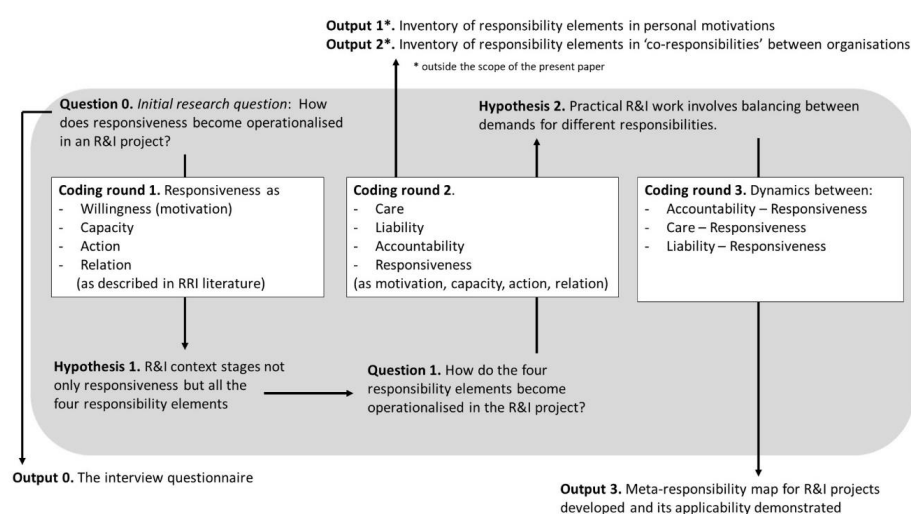 Output 1*. Inventory of responsibility elements in personal motivations
Output 2*. Inventory of responsibility elements in ‘co-responsibilities’ between organisations
* outside the scope of the present paper
Question 0. Initial research question: How
does responsiveness become operationalised
in an R&I project?
Hypothesis 2. Practical R&I work involves balancing between
demands for different responsibilities.
Coding round 1. Responsiveness as
- Willingness (motivation)
- Capacity
- Action
- Relation
(as described in RRI literature)
Coding round 2.
- Care
- Liability
- Accountability
- Responsiveness
(as motivation, capacity, action, relation)
Coding round 3. Dynamics between:
- Accountability – Responsiveness
- Care – Responsiveness
- Liability – Responsiveness
Hypothesis 1. R&I context stages not
only responsiveness but all the
four responsibility elements
Question 1. How do the four
responsibility elements become
operationalised in the R&I project?
Output 0. The interview questionnaire
Output 3. Meta-responsibility map for R&I projects
developed and its applicability demonstrated